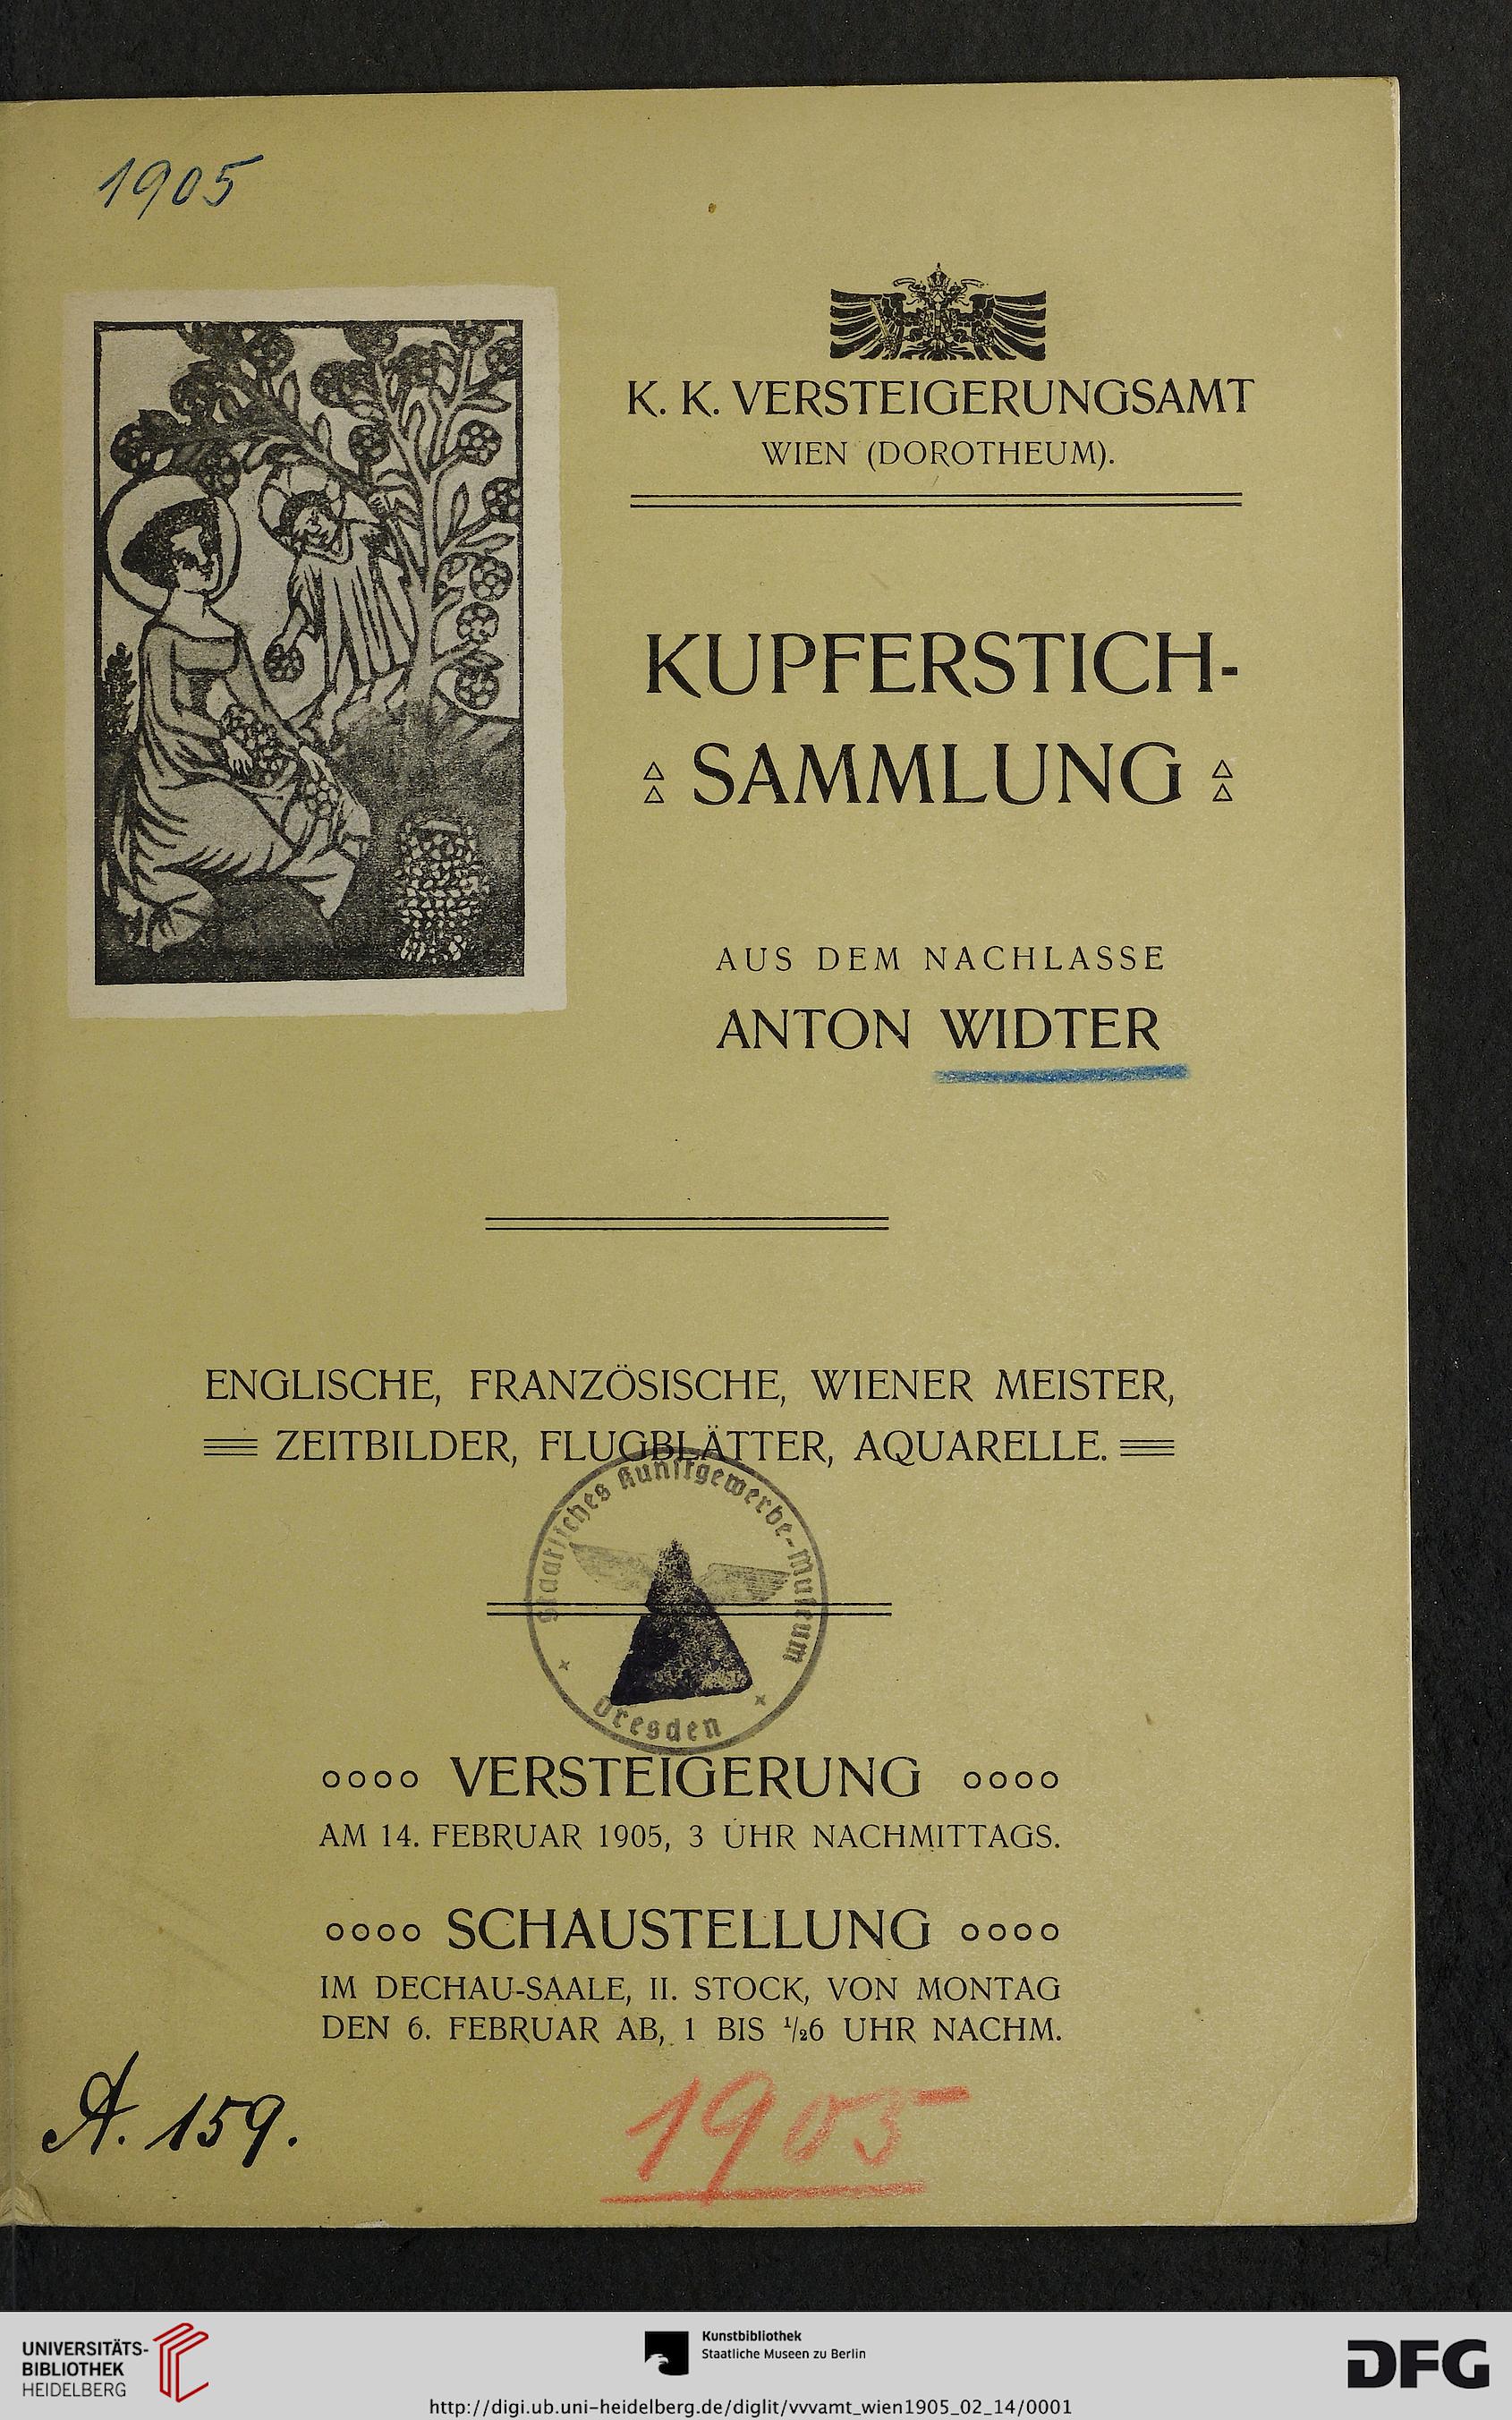 1905
K. K. VERSTEIGERUNGSAMT
WIEN (DOROTHEUM).
KUPFERSTICH-
SAMMLUNG
AUS DEM NACHLASSE
ANTON WIDTER
ENGLISCHE, FRANZÖSISCHE, WIENER MEISTER,
ZEITBILDER, FLUGBLÄTTER, AQUARELLE.
Staatliches Kunstgewerbe-Museum
Dresden
VERSTEIGERUNG
AM 14. FEBRUAR 1905, 3 UHR NACHMITTAGS.
SCHAUSTELLUNG
IM DECHAU-SAALE, II. STOCK, VON MONTAG
DEN 6. FEBRUAR AB, 1 BIS ½6 UHR NACHM.
A. 159.
1905
UNIVERSITÄTS-
BIBLIOTHEK
HEIDELBERG
Kunstbibliothek
Staatliche Museen zu Berlin
DFG
http://digi.ub.uni-heidelberg.de/diglit/vvvamt_wien1905_02_14/0001